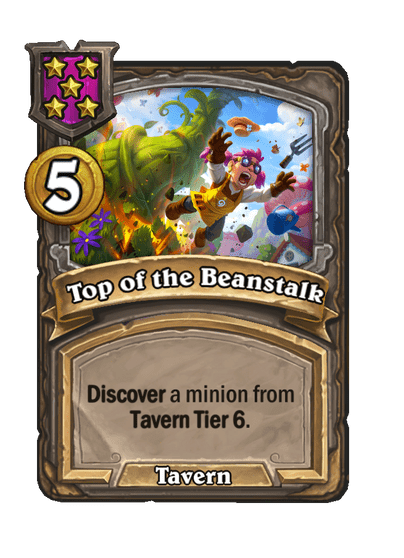 5
Top of the Beanstalk
Discover a minion from
Tavern Tier 6.
Tavern